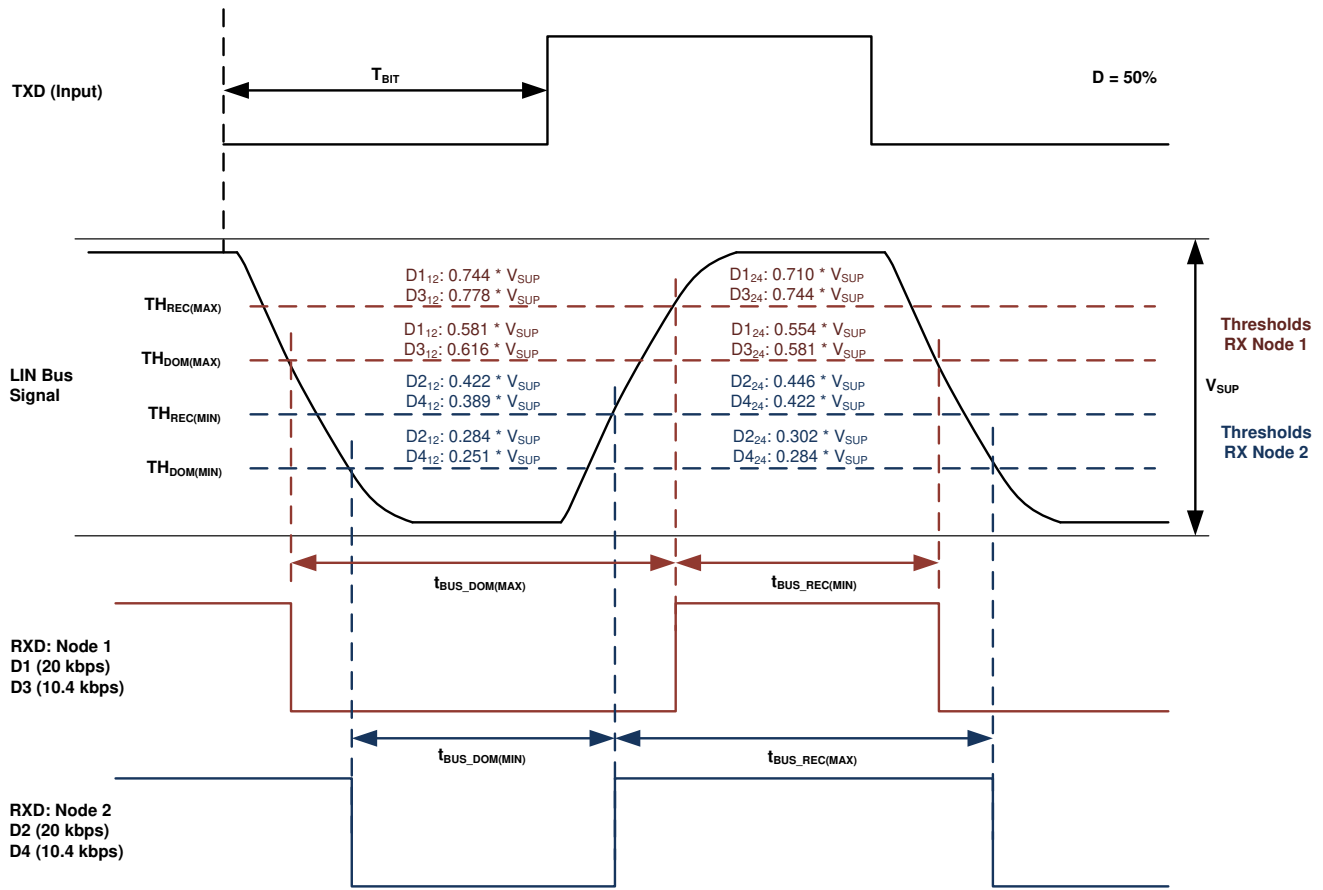 T_BIT
TXD (Input)
D = 50%
D1₁₂: 0.744 * V_SUP
D3₁₂: 0.778 * V_SUP
D1₂₄: 0.710 * V_SUP
D3₂₄: 0.744 * V_SUP
TH_REC(MAX)
D1₁₂: 0.581 * V_SUP
D3₁₂: 0.616 * V_SUP
D1₂₄: 0.554 * V_SUP
D3₂₄: 0.581 * V_SUP
Thresholds
RX Node 1
TH_DOM(MAX)
LIN Bus
Signal
D2₁₂: 0.422 * V_SUP
D4₁₂: 0.389 * V_SUP
D2₂₄: 0.446 * V_SUP
D4₂₄: 0.422 * V_SUP
V_SUP
TH_REC(MIN)
D2₁₂: 0.284 * V_SUP
D4₁₂: 0.251 * V_SUP
D2₂₄: 0.302 * V_SUP
D4₂₄: 0.284 * V_SUP
Thresholds
RX Node 2
TH_DOM(MIN)
t_BUS_DOM(MAX)
t_BUS_REC(MIN)
RXD: Node 1
D1 (20 kbps)
D3 (10.4 kbps)
t_BUS_DOM(MIN)
t_BUS_REC(MAX)
RXD: Node 2
D2 (20 kbps)
D4 (10.4 kbps)